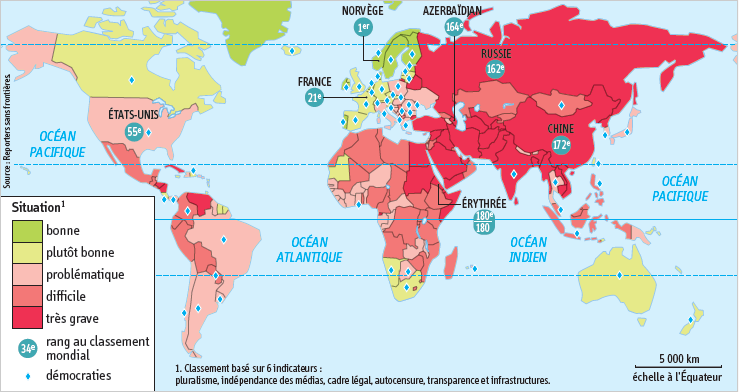 NORVÈGE
1er
AZERBAÏDJAN
164e
RUSSIE
162e
FRANCE
21e
ÉTATS-UNIS
55e
CHINE
172e
OCÉAN
PACIFIQUE
OCÉAN
PACIFIQUE
ÉRYTHRÉE
180e
180
OCÉAN
ATLANTIQUE
OCÉAN
INDIEN
Source : Reporters sans frontières.
Situation1
bonne
plutôt bonne
problématique
difficile
très grave
34e rang au classement
mondial
démocraties
1. Classement basé sur 6 indicateurs :
pluralisme, indépendance des médias, cadre légal, autocensure, transparence et infrastructures.
5 000 km
échelle à l'Équateur